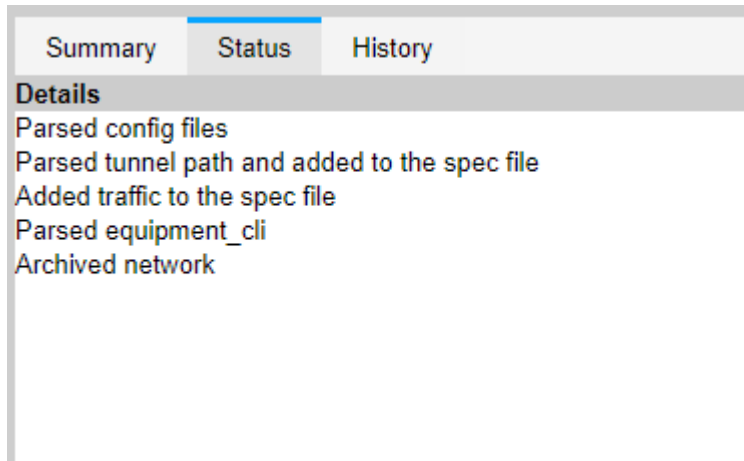 Summary Status History
Details
Parsed config files
Parsed tunnel path and added to the spec file
Added traffic to the spec file
Parsed equipment_cli
Archived network